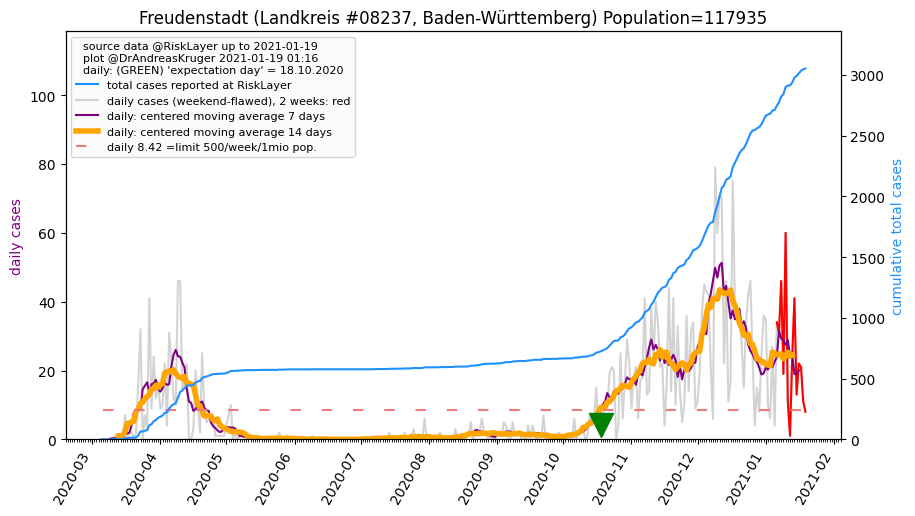 Freudenstadt (Landkreis #08237, Baden-Württemberg) Population=117935
source data @RiskLayer up to 2021-01-19
plot @DrAndreasKruger 2021-01-19 01:16
daily: (GREEN) 'expectation day' = 18.10.2020
total cases reported at RiskLayer
daily cases (weekend-flawed), 2 weeks: red
daily: centered moving average 7 days
daily: centered moving average 14 days
daily 8.42 =limit 500/week/1mio pop.
daily cases
100
80
60
40
20
0
cumulative total cases
3000
2500
2000
1500
1000
500
0
2020-03
2020-04
2020-05
2020-06
2020-07
2020-08
2020-09
2020-10
2020-11
2020-12
2021-01
2021-02